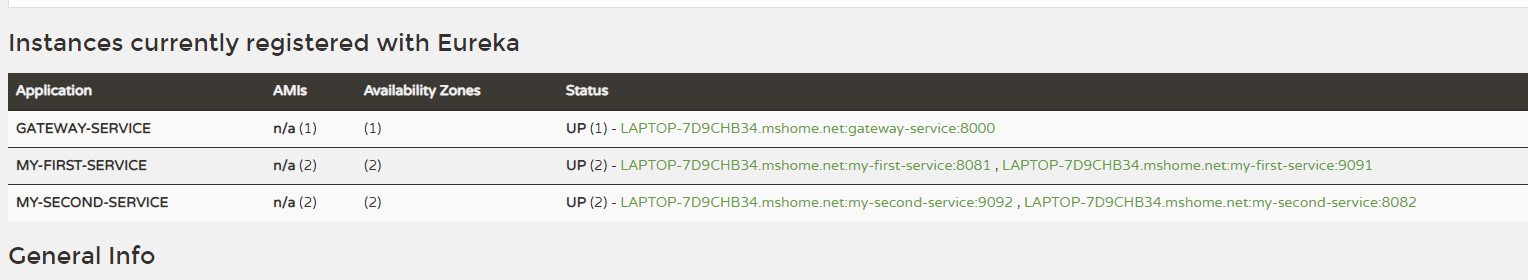 Instances currently registered with Eureka
Application AMIs Availability Zones Status
GATEWAY-SERVICE n/a (1) (1) UP (1) - LAPTOP-7D9CHB34.mshome.net:gateway-service:8000
MY-FIRST-SERVICE n/a (2) (2) UP (2) - LAPTOP-7D9CHB34.mshome.net:my-first-service:8081 , LAPTOP-7D9CHB34.mshome.net:my-first-service:9091
MY-SECOND-SERVICE n/a (2) (2) UP (2) - LAPTOP-7D9CHB34.mshome.net:my-second-service:9092 , LAPTOP-7D9CHB34.mshome.net:my-second-service:8082
General Info